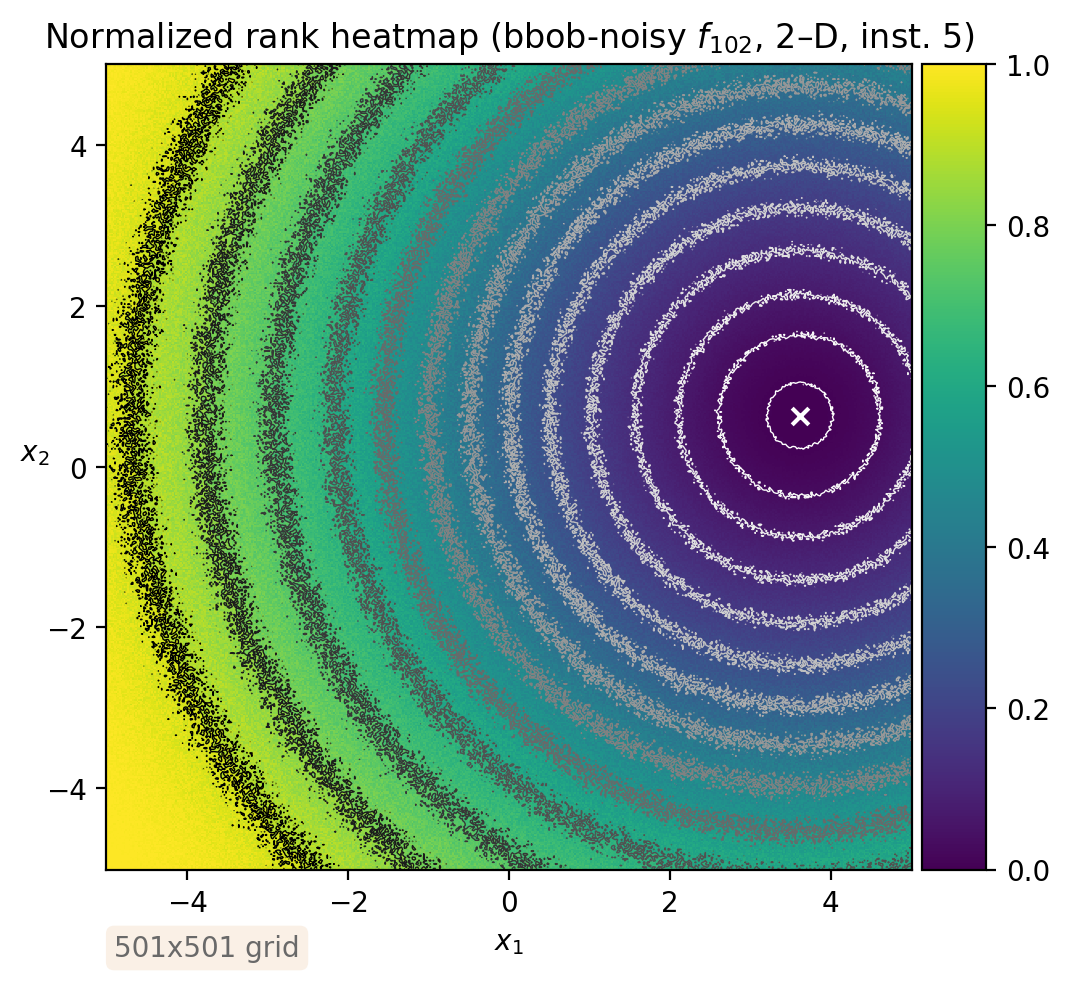 Normalized rank heatmap (bbob-noisy f₁₀₂, 2–D, inst. 5)
1.0
0.8
0.6
0.4
0.2
0.0
4
2
0
−2
−4
x₂
−4 −2 0 2 4
x₁
501x501 grid